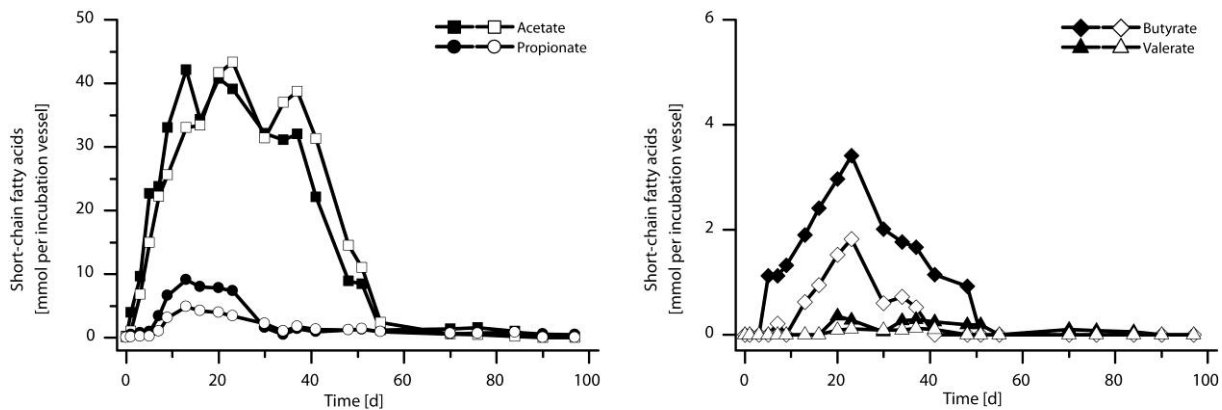 50
40
30
20
10
0
Short-chain fatty acids
[mmol per incubation vessel]
Acetate
Propionate
0 20 40 60 80 100
Time [d]
6
4
2
0
Short-chain fatty acids
[mmol per incubation vessel]
Butyrate
Valerate
0 20 40 60 80 100
Time [d]